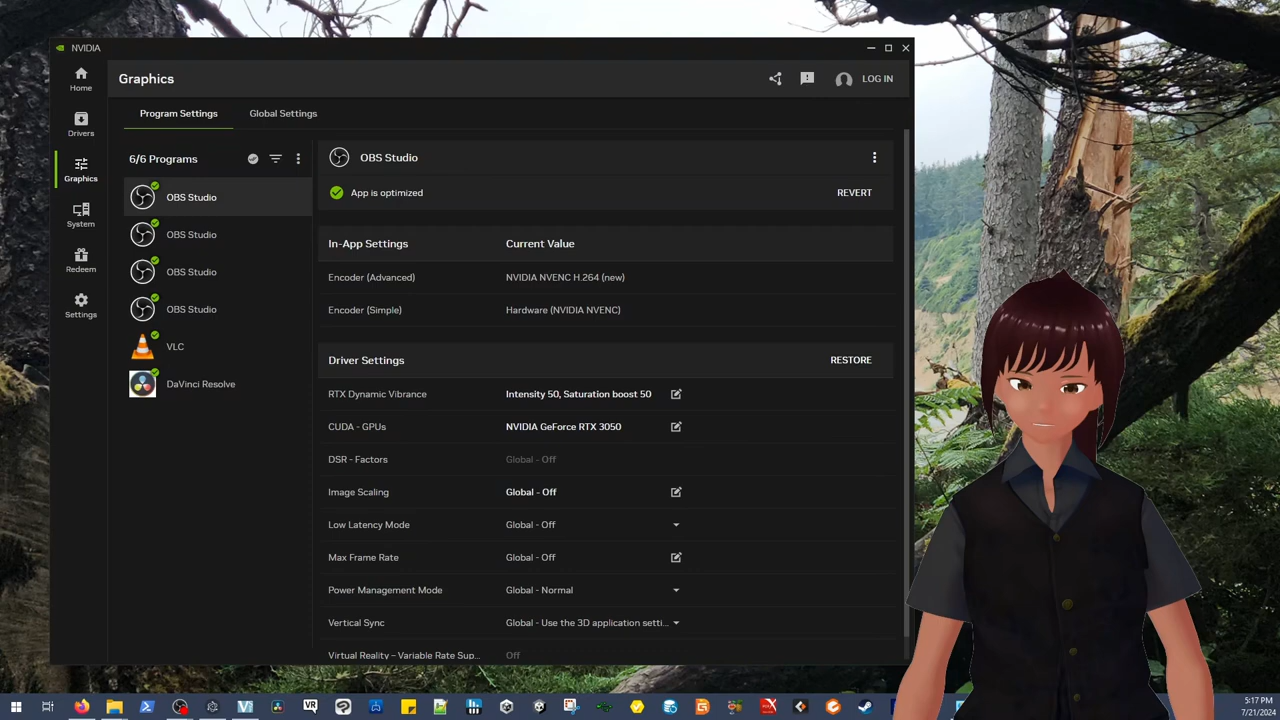 NVIDIA
Home
Drivers
Graphics
System
Redeem
Settings
Graphics
LOG IN
Program Settings
Global Settings
6/6 Programs
OBS Studio
OBS Studio
OBS Studio
OBS Studio
VLC
DaVinci Resolve
OBS Studio
App is optimized
REVERT
In-App Settings
Current Value
Encoder (Advanced)
NVIDIA NVENC H.264 (new)
Encoder (Simple)
Hardware (NVIDIA NVENC)
Driver Settings
RESTORE
RTX Dynamic Vibrance
Intensity 50, Saturation boost 50
CUDA - GPUs
NVIDIA GeForce RTX 3050
DSR - Factors
Global - Off
Image Scaling
Global - Off
Low Latency Mode
Global - Off
Max Frame Rate
Global - Off
Power Management Mode
Global - Normal
Vertical Sync
Global - Use the 3D application setti...
Virtual Reality – Variable Rate Sup...
Off
VR
5:17 PM
7/21/2024